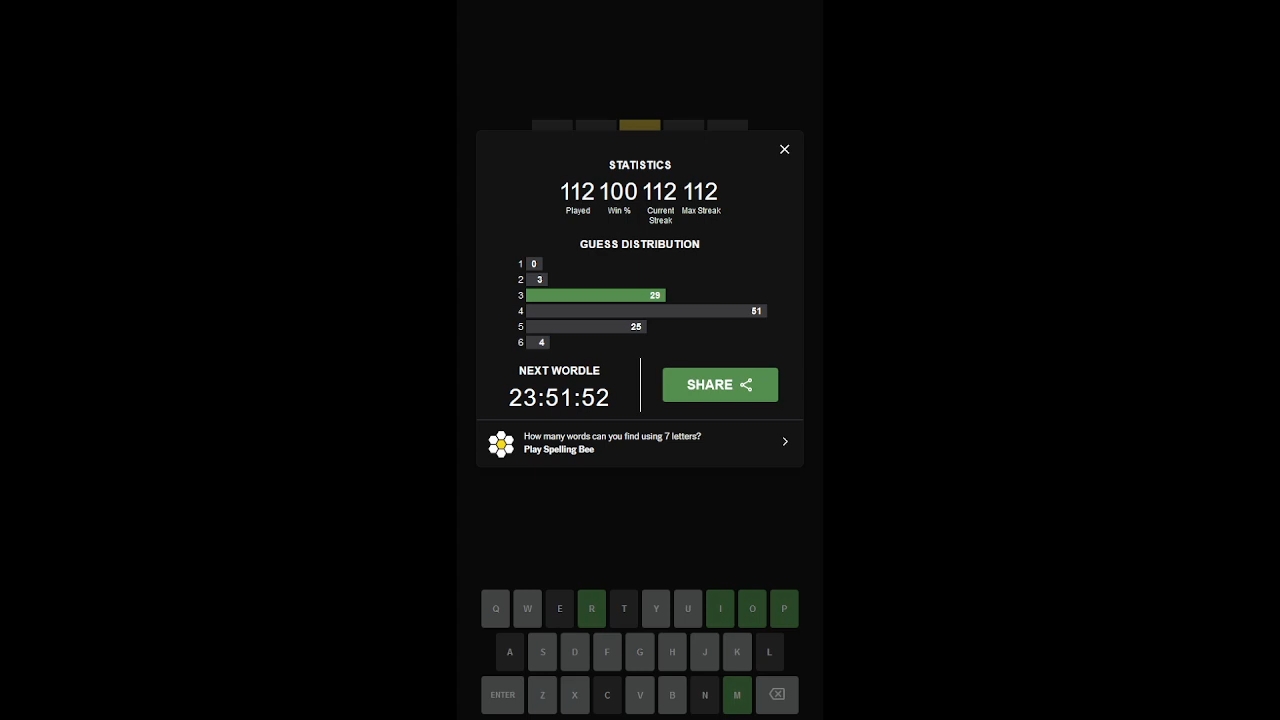 STATISTICS
112 100 112 112
Played Win % Current Streak Max Streak
GUESS DISTRIBUTION
1 0
2 3
3 29
4 51
5 25
6 4
NEXT WORDLE
23:51:52
SHARE
How many words can you find using 7 letters?
Play Spelling Bee
Q W E R T Y U I O P
A S D F G H J K L
ENTER Z X C V B N M